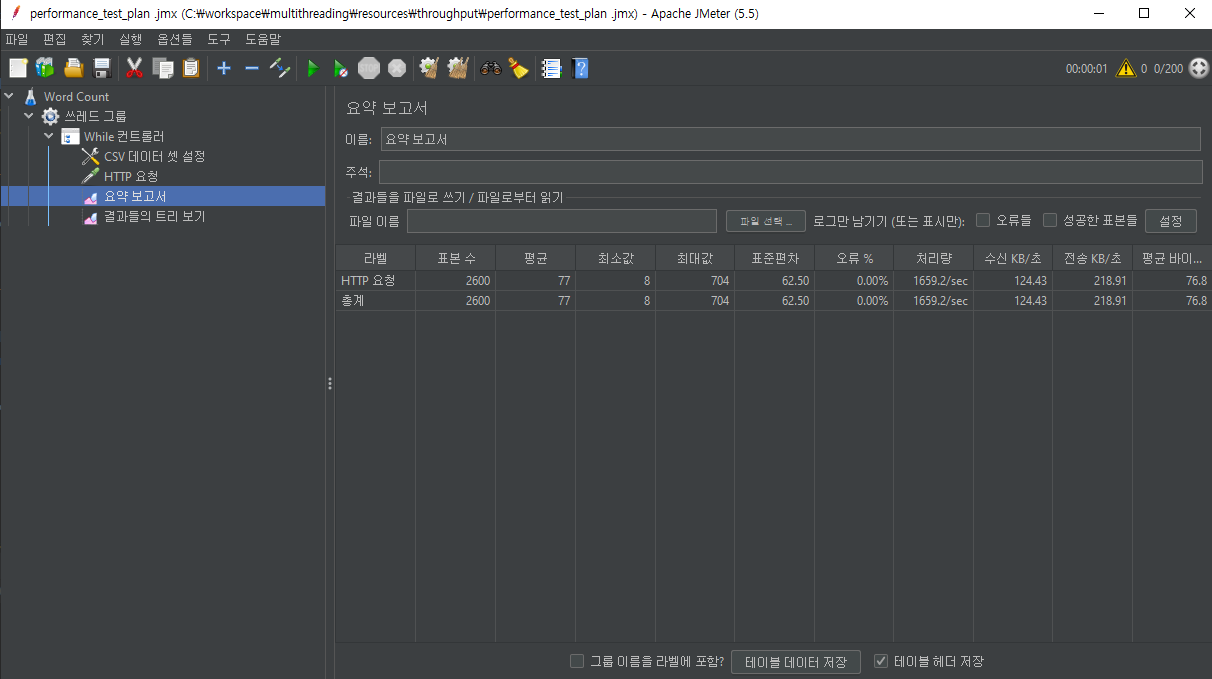 performance_test_plan .jmx (C:₩workspace₩multithreading₩resources₩throughput₩performance_test_plan .jmx) - Apache JMeter (5.5)
파일 편집 찾기 실행 옵션들 도구 도움말
STOP 00:00:01 0 0/200
Word Count
쓰레드 그룹
While 컨트롤러
CSV 데이터 셋 설정
HTTP 요청
요약 보고서
결과들의 트리 보기
요약 보고서
이름: 요약 보고서
주석:
결과들을 파일로 쓰기 / 파일로부터 읽기
파일 이름 파일 선택 ... 로그만 남기기 (또는 표시만): 오류들 성공한 표본들 설정
라벨 표본 수 평균 최소값 최대값 표준편차 오류 % 처리량 수신 KB/초 전송 KB/초 평균 바이...
HTTP 요청 2600 77 8 704 62.50 0.00% 1659.2/sec 124.43 218.91 76.8
총계 2600 77 8 704 62.50 0.00% 1659.2/sec 124.43 218.91 76.8
그룹 이름을 라벨에 포함? 테이블 데이터 저장 테이블 헤더 저장